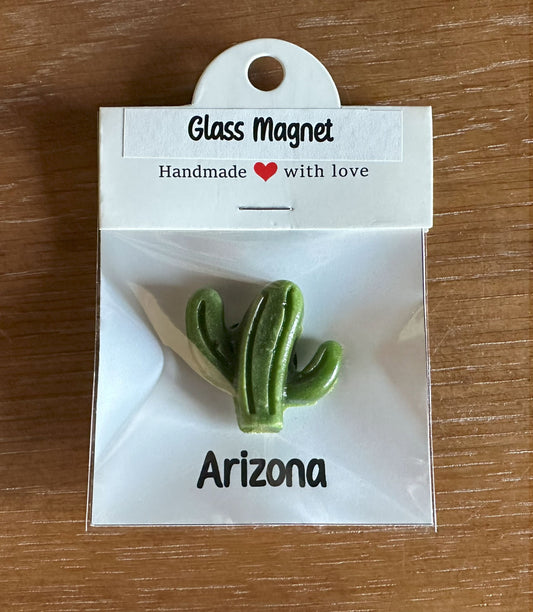 Glass Magnet
Handmade ❤ with love
Arizona